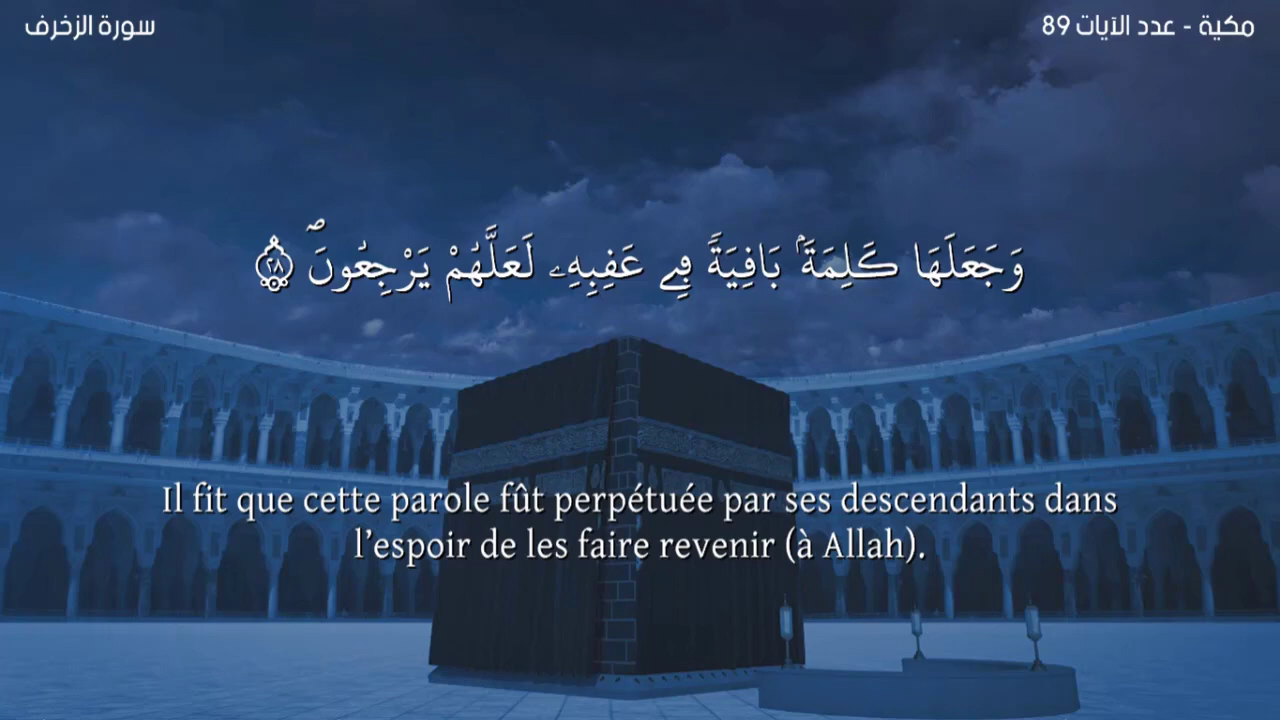 مكية - عدد الآيات 89
سورة الزخرف
وَجَعَلَهَا كَلِمَةَۢ بَاقِيَةٗ فِے عَقِبِهِۦ لَعَلَّهُمْ يَرْجِعُونَۖ ٢٨
Il fit que cette parole fût perpétuée par ses descendants dans
l’espoir de les faire revenir (à Allah).